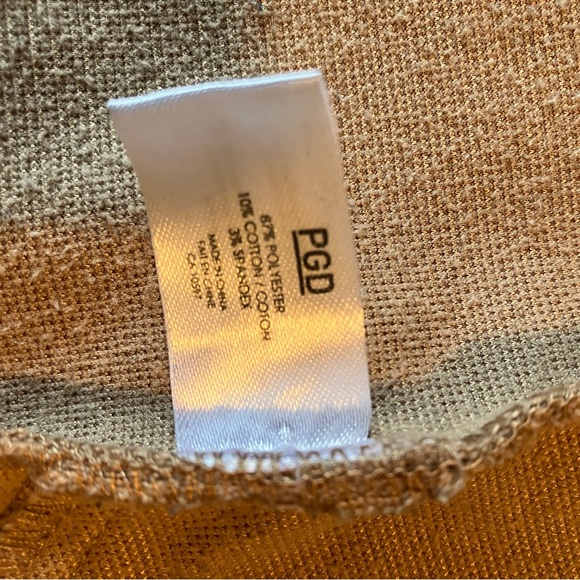 PGD
87% POLYESTER
10% COTTON / COTON
3% SPANDEX
MADE IN CHINA
FAIT EN CHINE